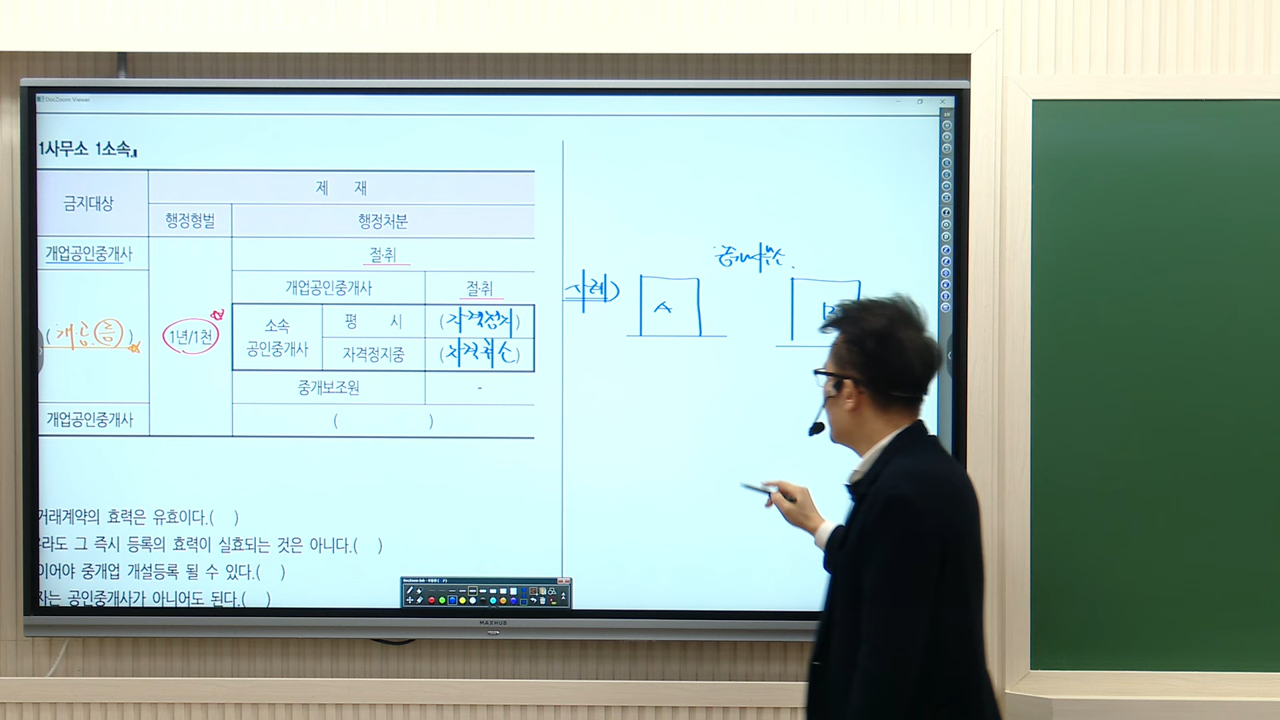 DocZoom Viewer
1사무소 1소속
금지대상
제 재
행정형벌
행정처분
개업공인중개사
절·취
개업공인중개사
절·취
(개공(등))
1년/1천
소속
공인중개사
평 시
(자격정지)
자격정지중
(자격취소)
중개보조원
-
개업공인중개사
( )
거래계약의 효력은 유효이다.( )
라도 그 즉시 등록의 효력이 실효되는 것은 아니다.( )
이어야 중개업 개설등록 될 수 있다.( )
자는 공인중개사가 아니어도 된다.( )
사례)
A
중개사무소
B
MAXHUB